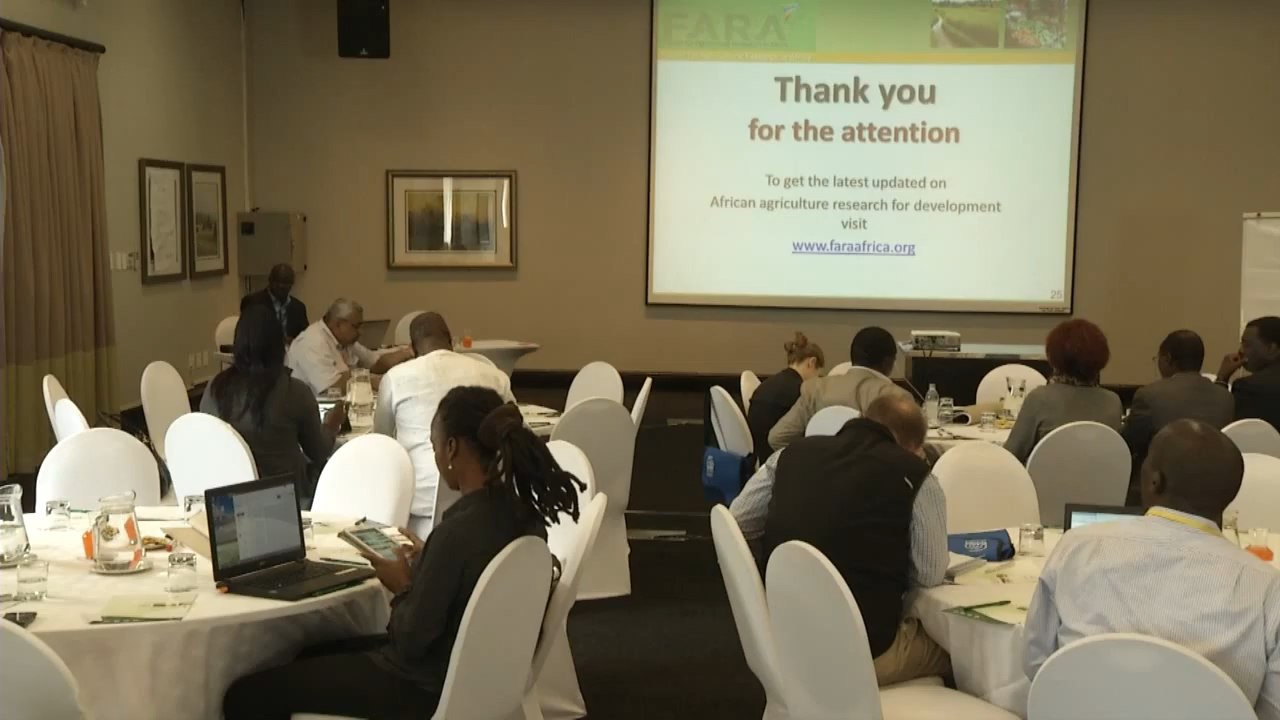 FARA
Thank you
for the attention
To get the latest updated on
African agriculture research for development
visit
www.faraafrica.org
25